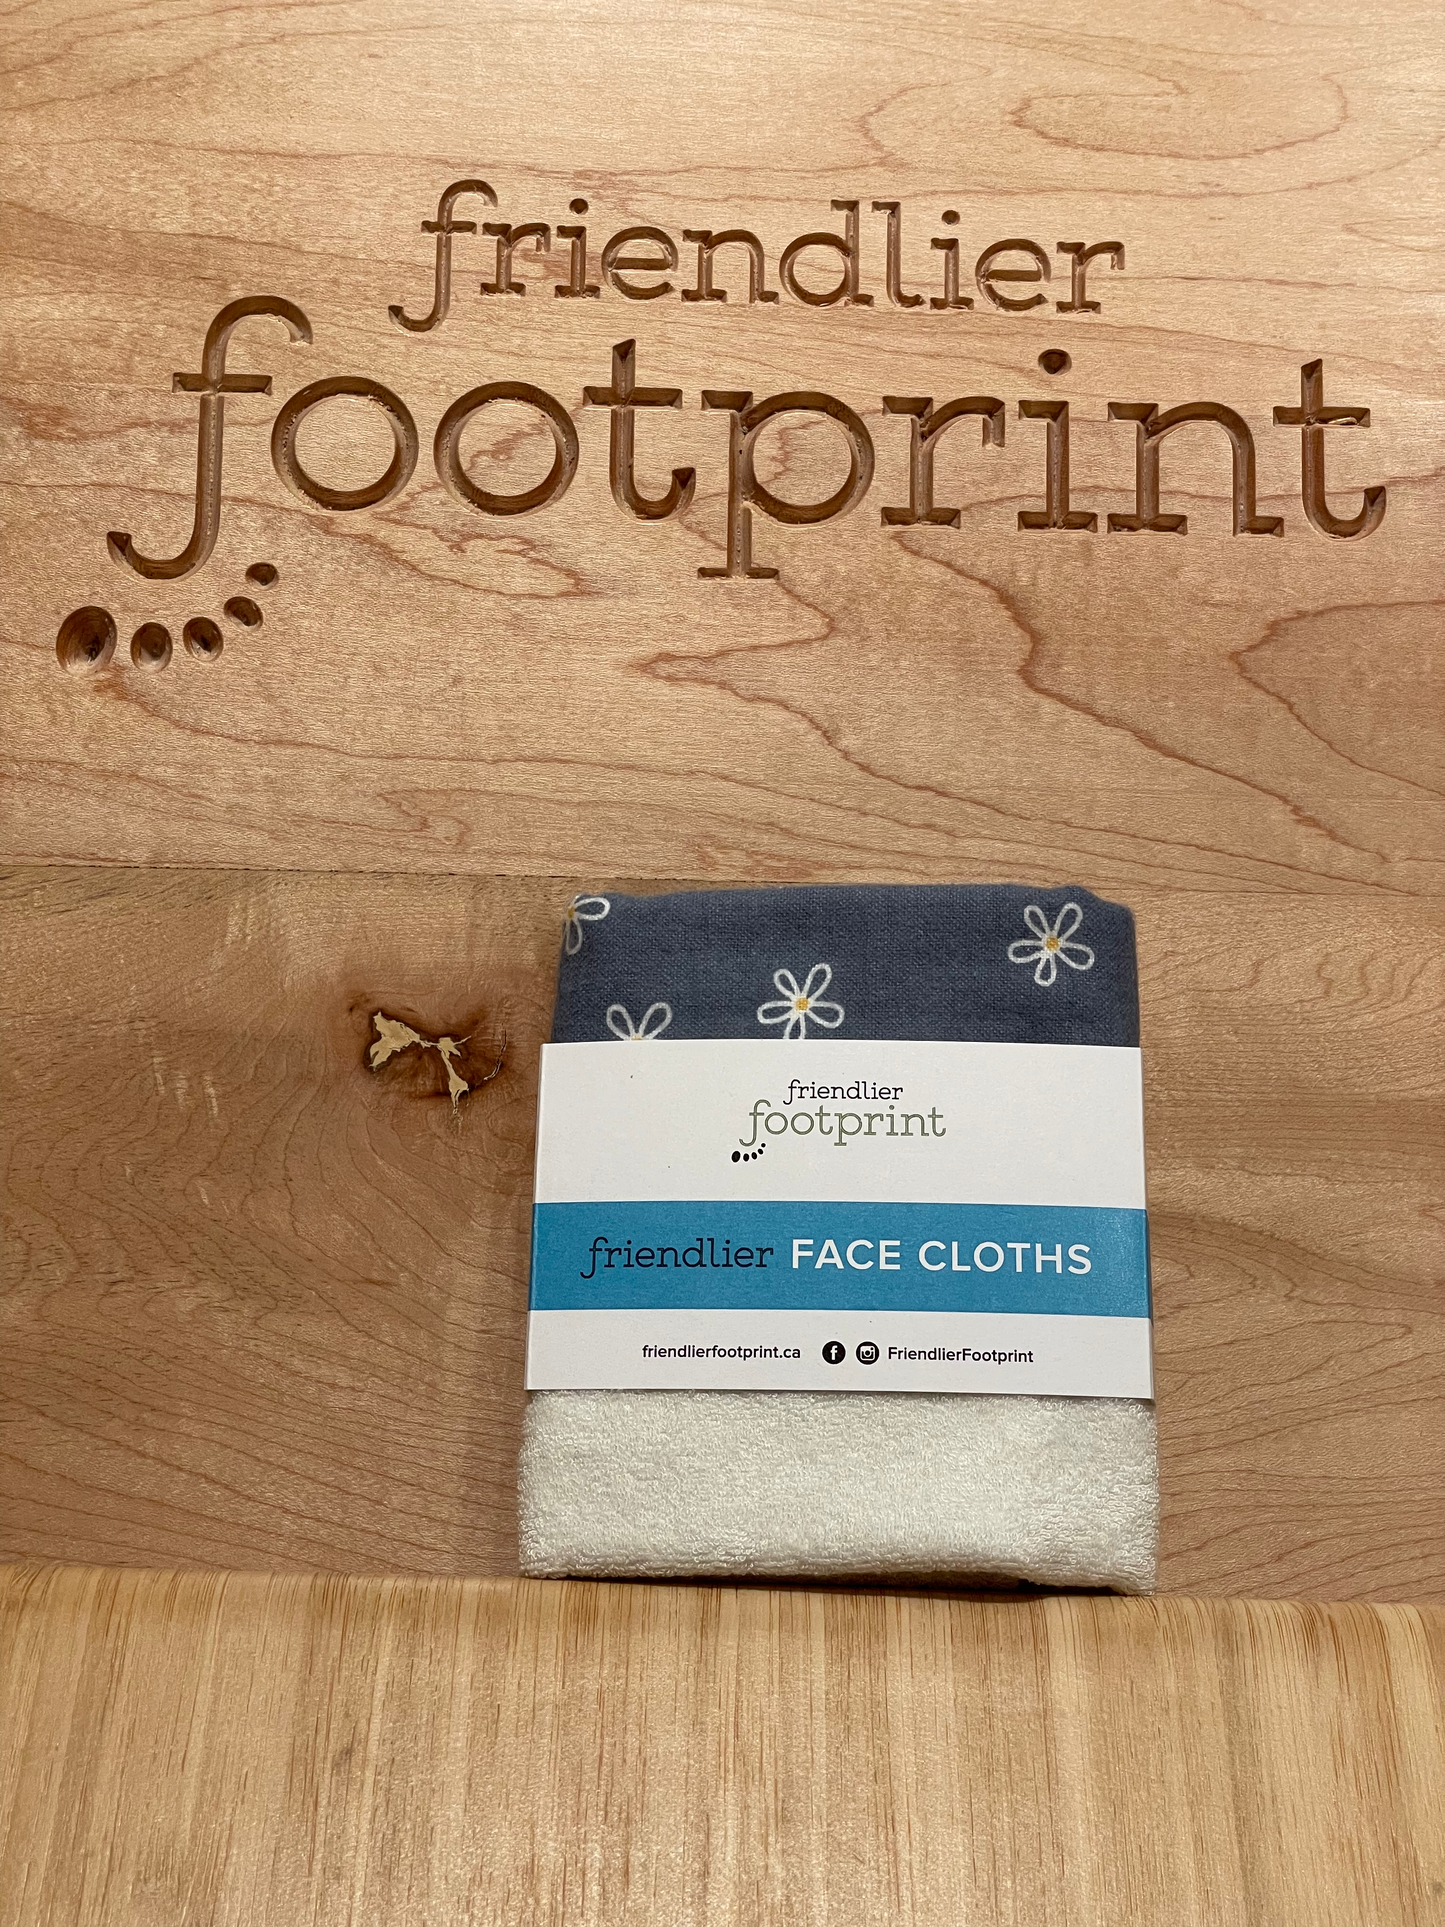 friendlier
footprint
friendlier
footprint
friendlier FACE CLOTHS
friendlierfootprint.ca FriendlierFootprint